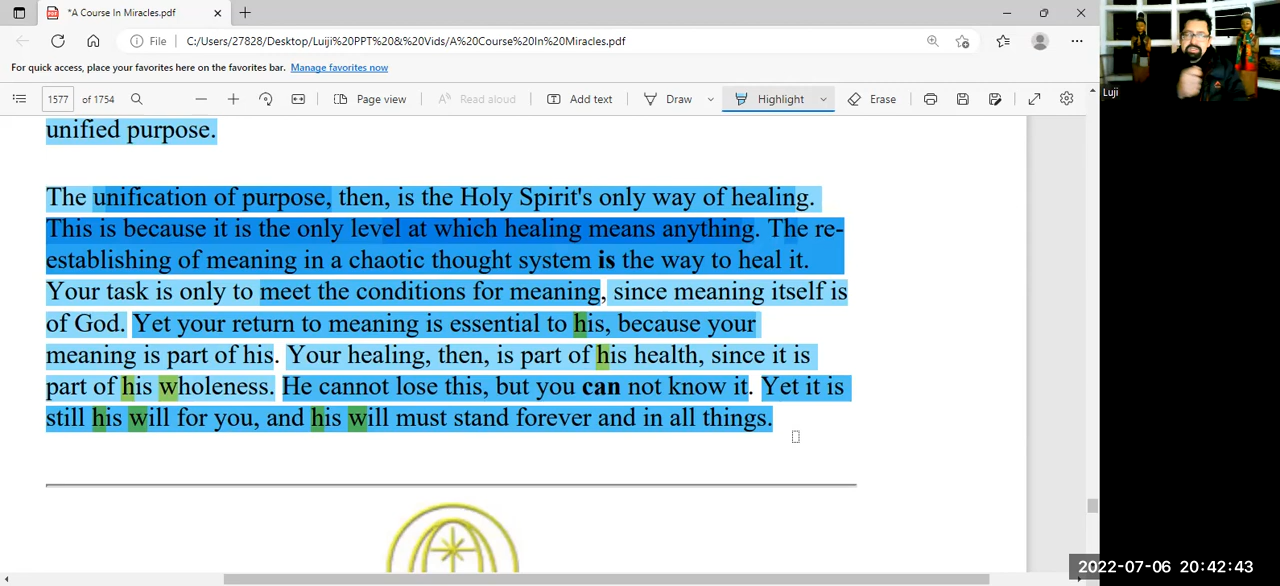 *A Course In Miracles.pdf
File C:/Users/27828/Desktop/Luiji%20PPT%20&%20Vids/A%20Course%20In%20Miracles.pdf
For quick access, place your favorites here on the favorites bar. Manage favorites now
1577 of 1754 Page view Read aloud Add text Draw Highlight Erase
Luji
unified purpose.
The unification of purpose, then, is the Holy Spirit's only way of healing.
This is because it is the only level at which healing means anything. The re-
establishing of meaning in a chaotic thought system is the way to heal it.
Your task is only to meet the conditions for meaning, since meaning itself is
of God. Yet your return to meaning is essential to his, because your
meaning is part of his. Your healing, then, is part of his health, since it is
part of his wholeness. He cannot lose this, but you can not know it. Yet it is
still his will for you, and his will must stand forever and in all things.
2022-07-06 20:42:43